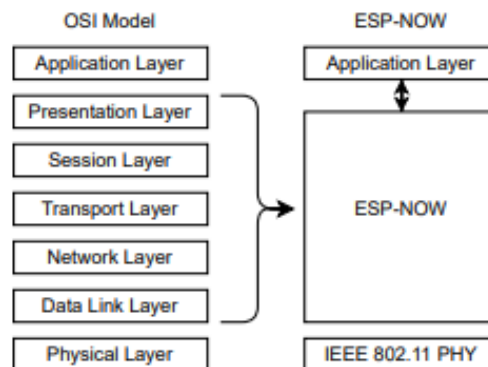 OSI Model
Application Layer
Presentation Layer
Session Layer
Transport Layer
Network Layer
Data Link Layer
Physical Layer
ESP-NOW
Application Layer
ESP-NOW
IEEE 802.11 PHY